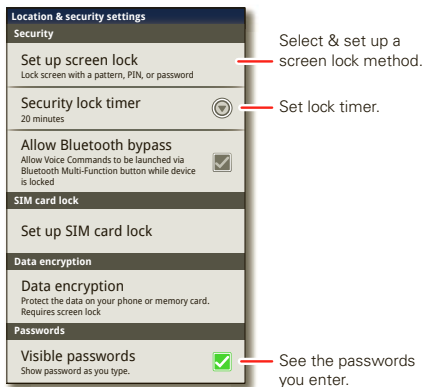 Location & security settings
Security
Set up screen lock
Lock screen with a pattern, PIN, or password
Select & set up a
screen lock method.
Security lock timer
20 minutes
Set lock timer.
Allow Bluetooth bypass
Allow Voice Commands to be launched via
Bluetooth Multi-Function button while device
is locked
SIM card lock
Set up SIM card lock
Data encryption
Data encryption
Protect the data on your phone or memory card.
Requires screen lock
Passwords
Visible passwords
Show password as you type.
See the passwords
you enter.